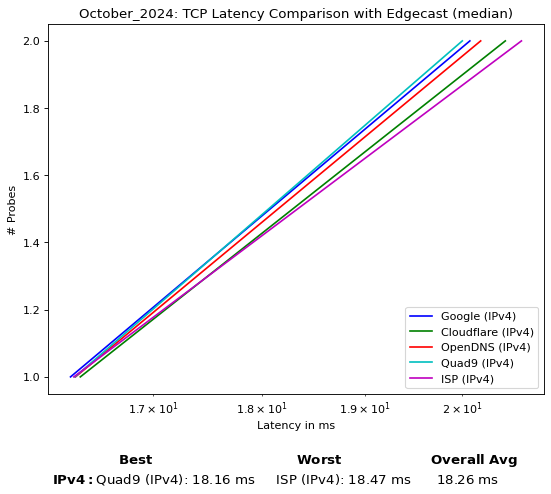 October_2024: TCP Latency Comparison with Edgecast (median)
2.0
1.8
1.6
1.4
1.2
1.0
# Probes
Google (IPv4)
Cloudflare (IPv4)
OpenDNS (IPv4)
Quad9 (IPv4)
ISP (IPv4)
1.7 × 10¹ 1.8 × 10¹ 1.9 × 10¹ 2 × 10¹
Latency in ms
Best Worst Overall Avg
IPv4: Quad9 (IPv4): 18.16 ms ISP (IPv4): 18.47 ms 18.26 ms